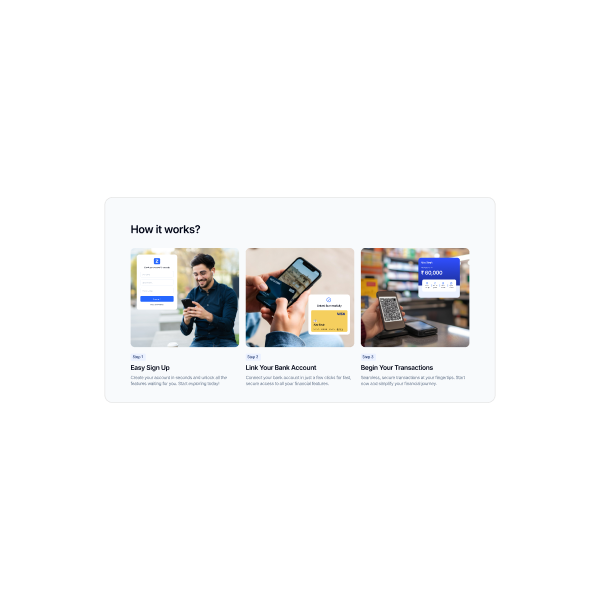 How it works?
₹ 60,000
Step 1
Easy Sign Up
Create your account in seconds and unlock all the
features waiting for you. Start exploring today!
Step 2
Link Your Bank Account
Connect your bank account in just a few clicks for fast,
secure access to all your financial features.
Step 3
Begin Your Transactions
Seamless, secure transactions at your fingertips. Start
now and simplify your financial journey.